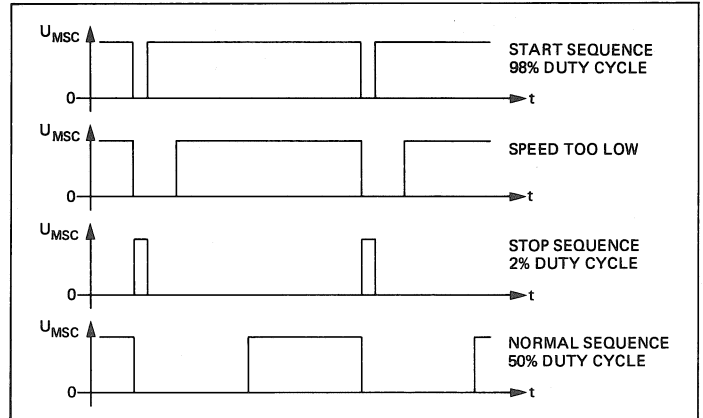 U_MSC
START SEQUENCE
98% DUTY CYCLE
0
t
U_MSC
SPEED TOO LOW
0
t
U_MSC
STOP SEQUENCE
2% DUTY CYCLE
0
t
U_MSC
NORMAL SEQUENCE
50% DUTY CYCLE
0
t